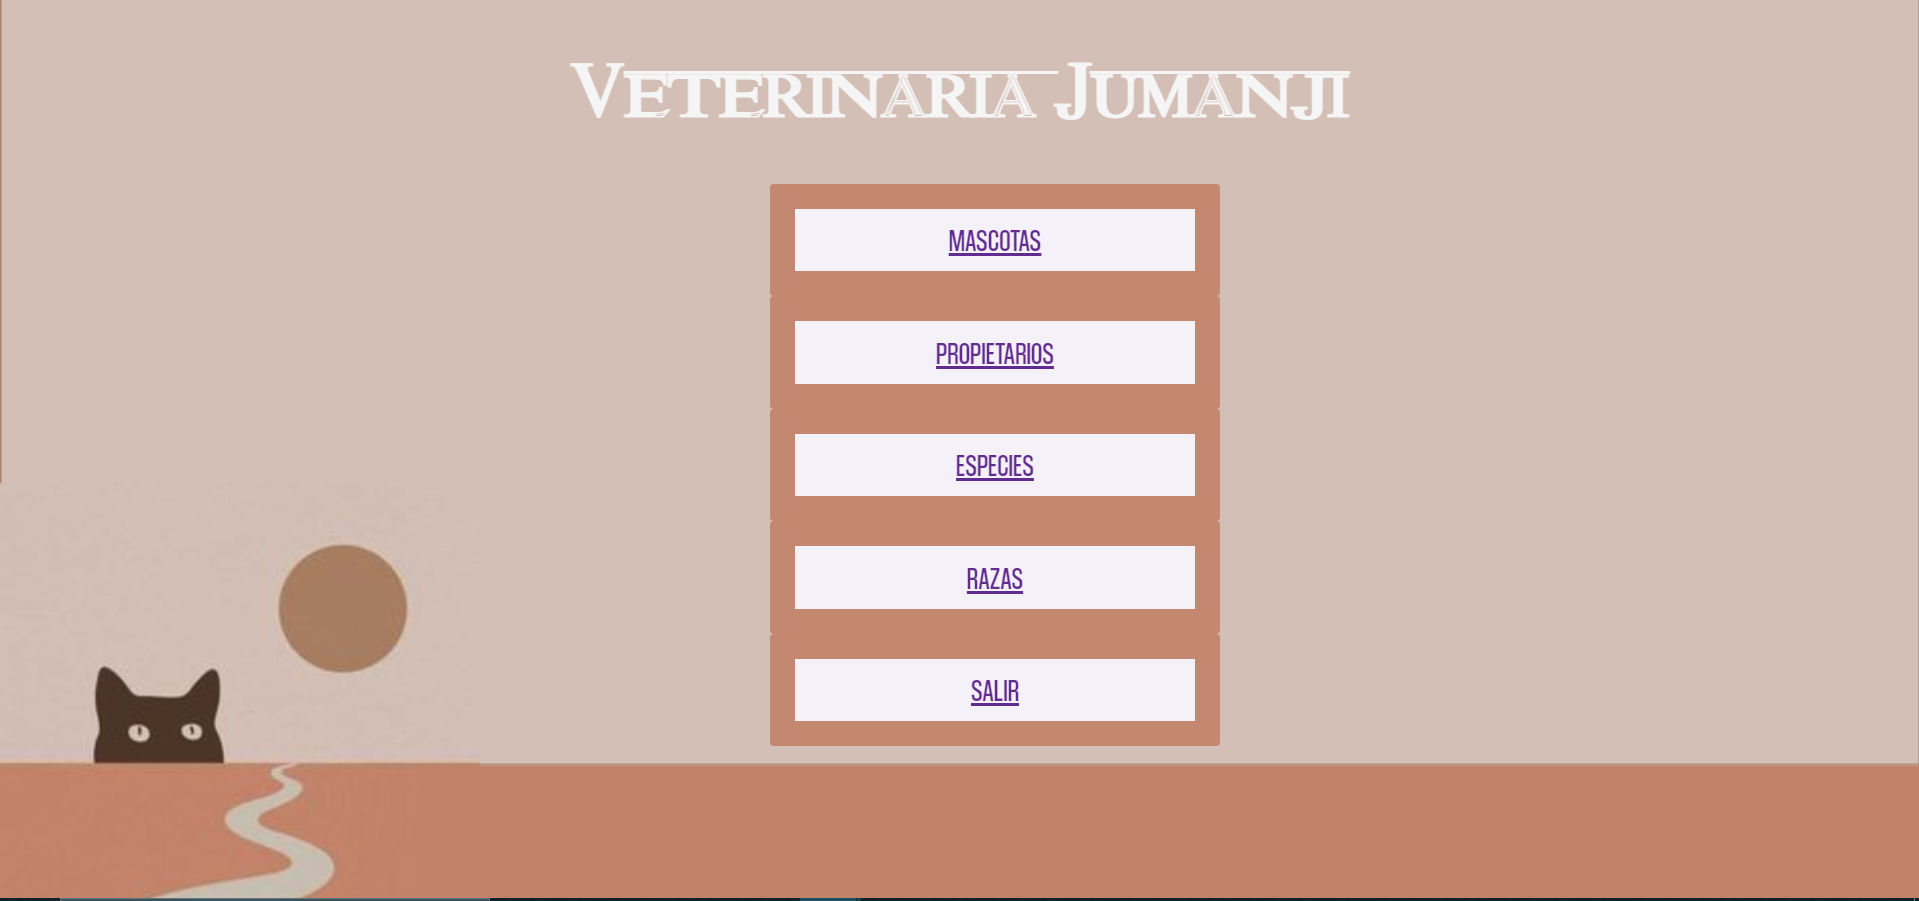 VETERINARIA JUMANJI
MASCOTAS
PROPIETARIOS
ESPECIES
RAZAS
SALIR